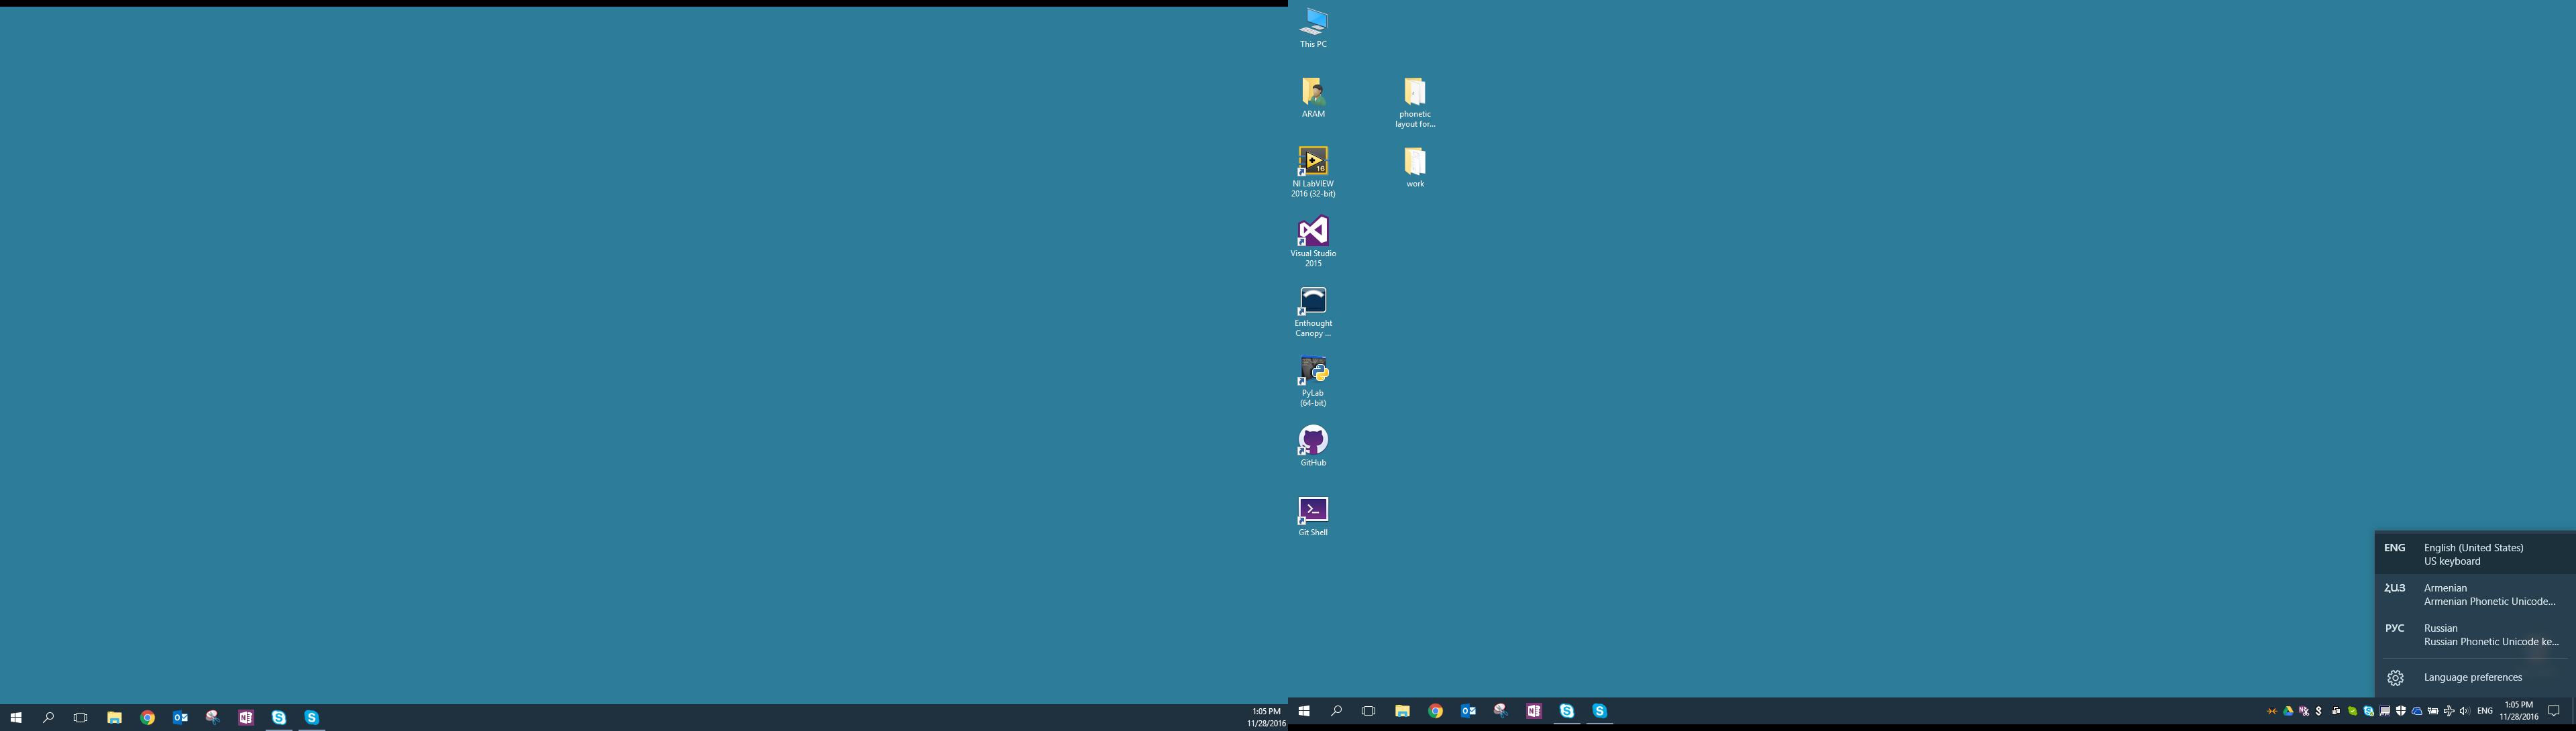 This PC
ARAM
phonetic
layout for...
NI LabVIEW
2016 (32-bit)
work
Visual Studio
2015
Enthought
Canopy ...
PyLab
(64-bit)
GitHub
Git Shell
ENG English (United States)
US keyboard
ՀԱՅ Armenian
Armenian Phonetic Unicode...
РУС Russian
Russian Phonetic Unicode ke...
Language preferences
1:05 PM
11/28/2016
ENG
1:05 PM
11/28/2016